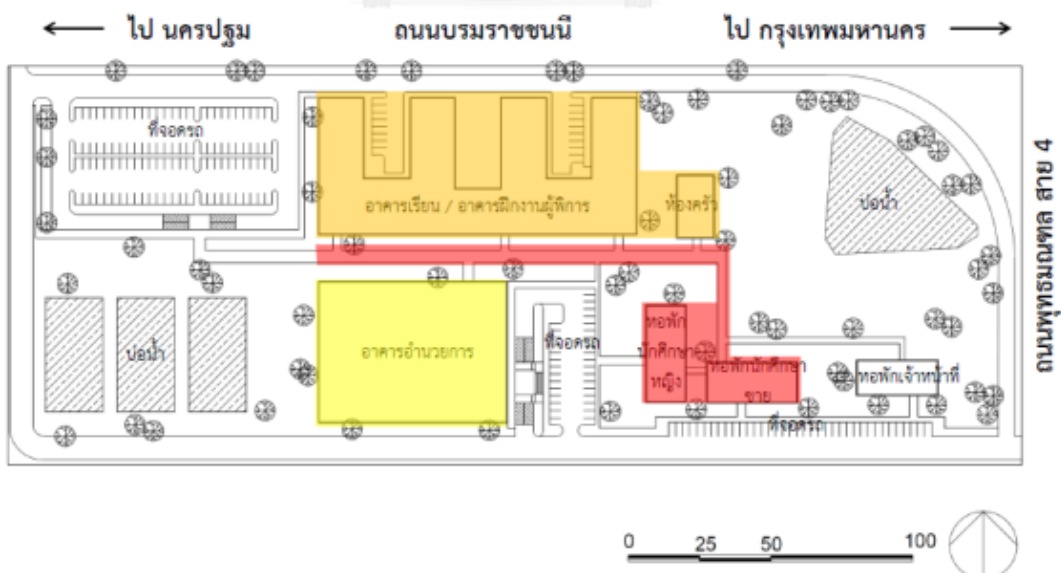 ไป นครปฐม
ถนนบรมราชชนนี
ไป กรุงเทพมหานคร
ที่จอดรถ
อาคารเรียน / อาคารฝึกงานผู้พิการ
ห้องครัว
บ่อน้ำ
ถนนพุทธมณฑล สาย 4
บ่อน้ำ
อาคารอำนวยการ
ที่จอดรถ
หอพัก
นักศึกษา
หญิง
หอพักนักศึกษา
ชาย
หอพักเจ้าหน้าที่
ที่จอดรถ
0 25 50 100